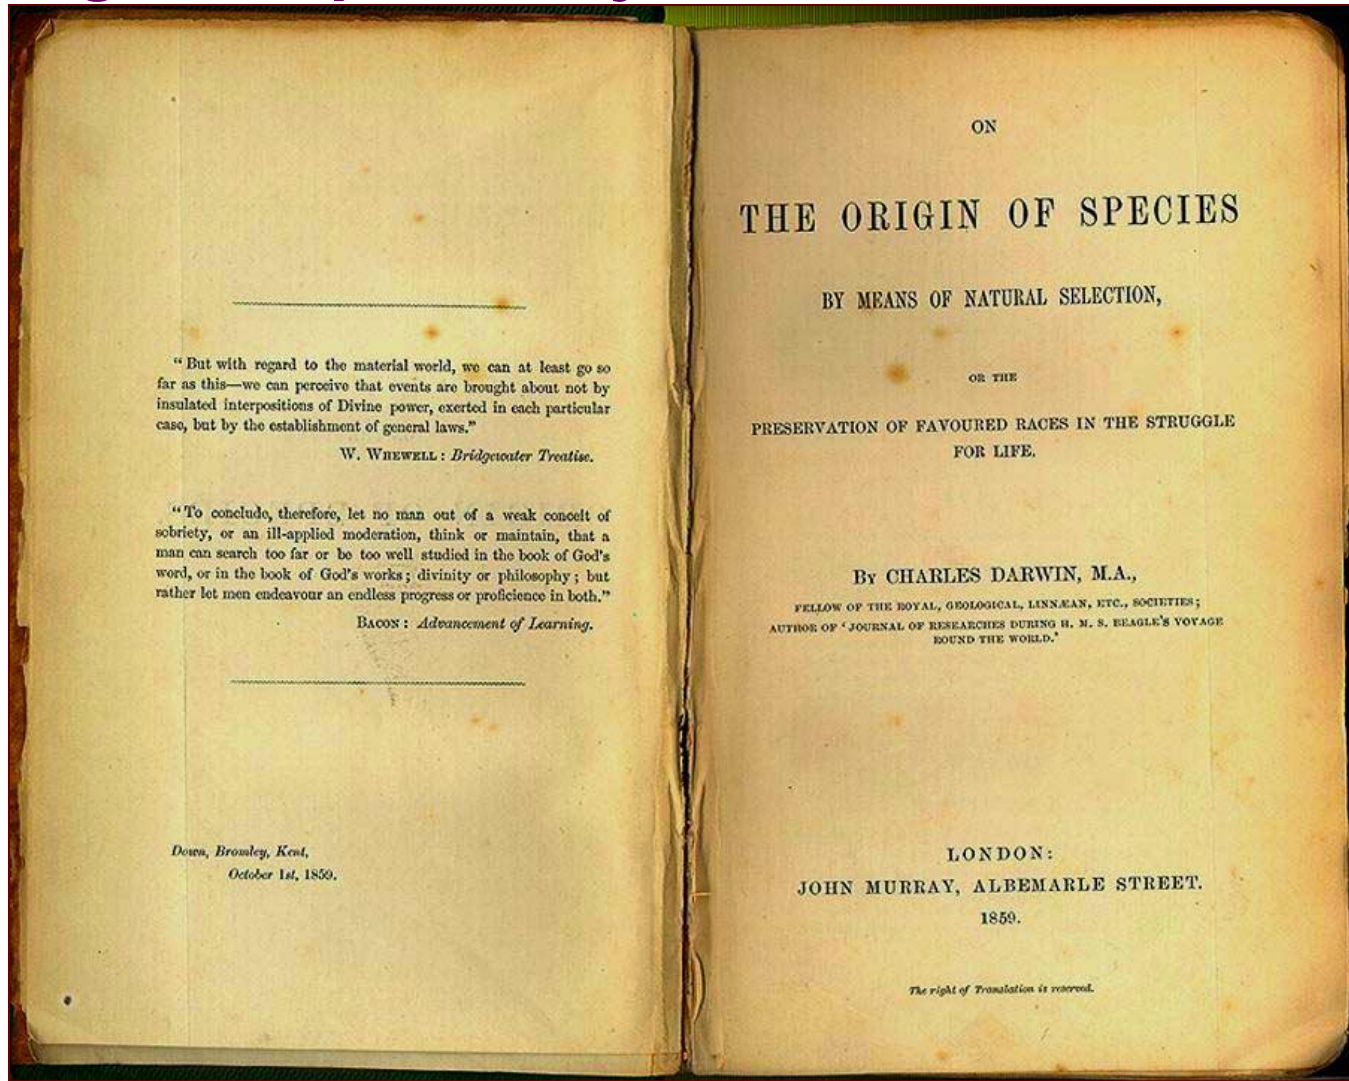 "But with regard to the material world, we can at least go so
far as this—we can perceive that events are brought about not by
insulated interpositions of Divine power, exerted in each particular
case, but by the establishment of general laws."
W. WHEWELL: Bridgewater Treatise.
"To conclude, therefore, let no man out of a weak conceit of
sobriety, or an ill-applied moderation, think or maintain, that a
man can search too far or be too well studied in the book of God's
word, or in the book of God's works; divinity or philosophy; but
rather let men endeavour an endless progress or proficience in both."
BACON: Advancement of Learning.
Down, Bromley, Kent,
October 1st, 1859.
ON
THE ORIGIN OF SPECIES
BY MEANS OF NATURAL SELECTION,
OR THE
PRESERVATION OF FAVOURED RACES IN THE STRUGGLE
FOR LIFE.
BY CHARLES DARWIN, M.A.,
FELLOW OF THE ROYAL, GEOLOGICAL, LINNÆAN, ETC., SOCIETIES;
AUTHOR OF 'JOURNAL OF RESEARCHES DURING H. M. S. BEAGLE'S VOYAGE
ROUND THE WORLD.'
LONDON:
JOHN MURRAY, ALBEMARLE STREET.
1859.
The right of Translation is reserved.